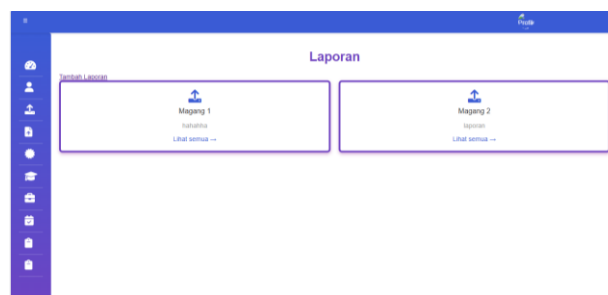 Profile
Laporan
Tambah Laporan
Magang 1
hahahha
Lihat semua →
Magang 2
laporan
Lihat semua →